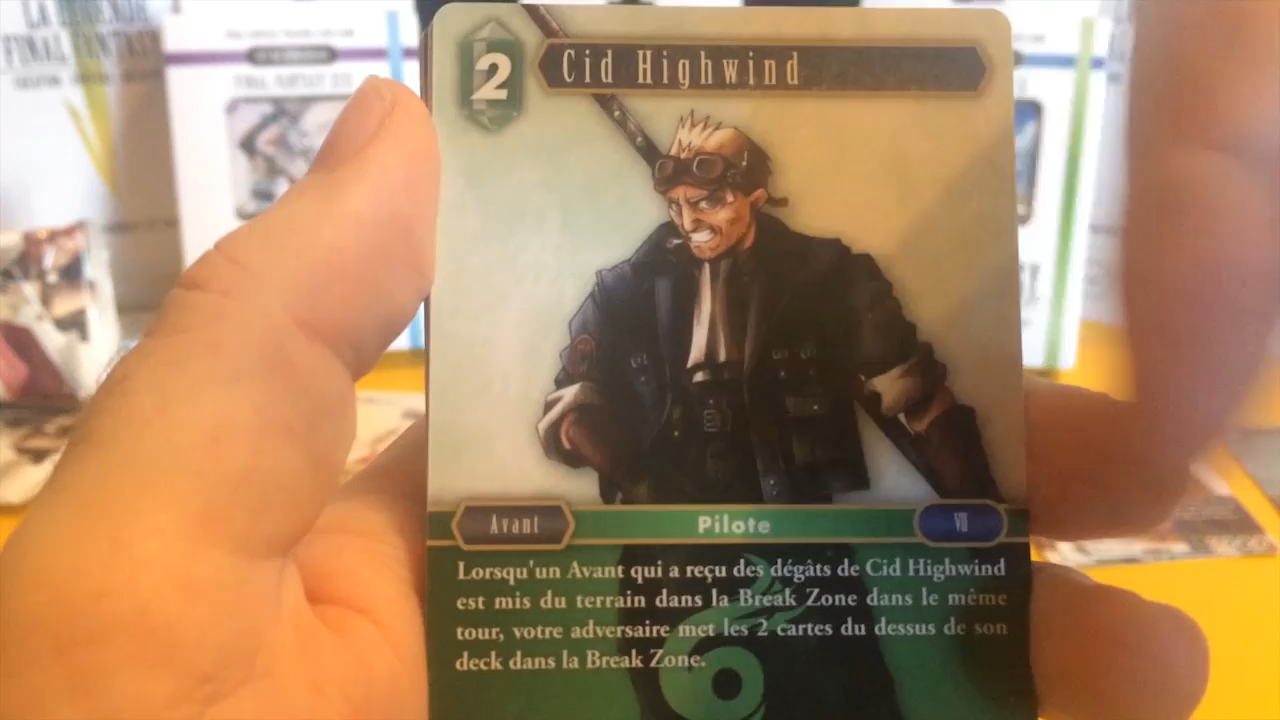 LA LÉGENDE
FINAL FANTASY
2
Cid Highwind
Avant
Pilote
VII
Lorsqu'un Avant qui a reçu des dégâts de Cid Highwind
est mis du terrain dans la Break Zone dans le même
tour, votre adversaire met les 2 cartes du dessus de son
deck dans la Break Zone.